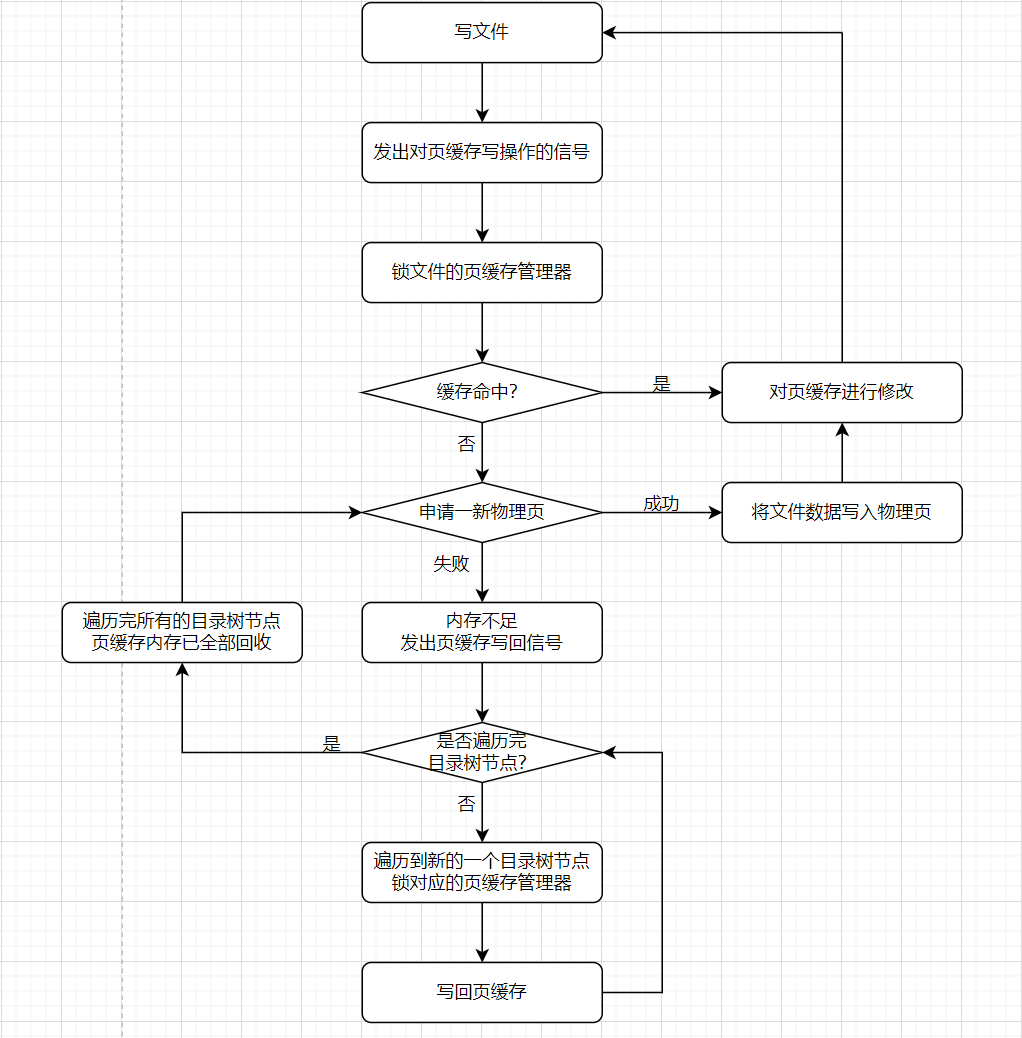 写文件
发出对页缓存写操作的信号
锁文件的页缓存管理器
缓存命中?
是
对页缓存进行修改
否
申请一新物理页
成功
将文件数据写入物理页
失败
遍历完所有的目录树节点
页缓存内存已全部回收
内存不足
发出页缓存写回信号
是否遍历完
目录树节点?
是
否
遍历到新的一个目录树节点
锁对应的页缓存管理器
写回页缓存